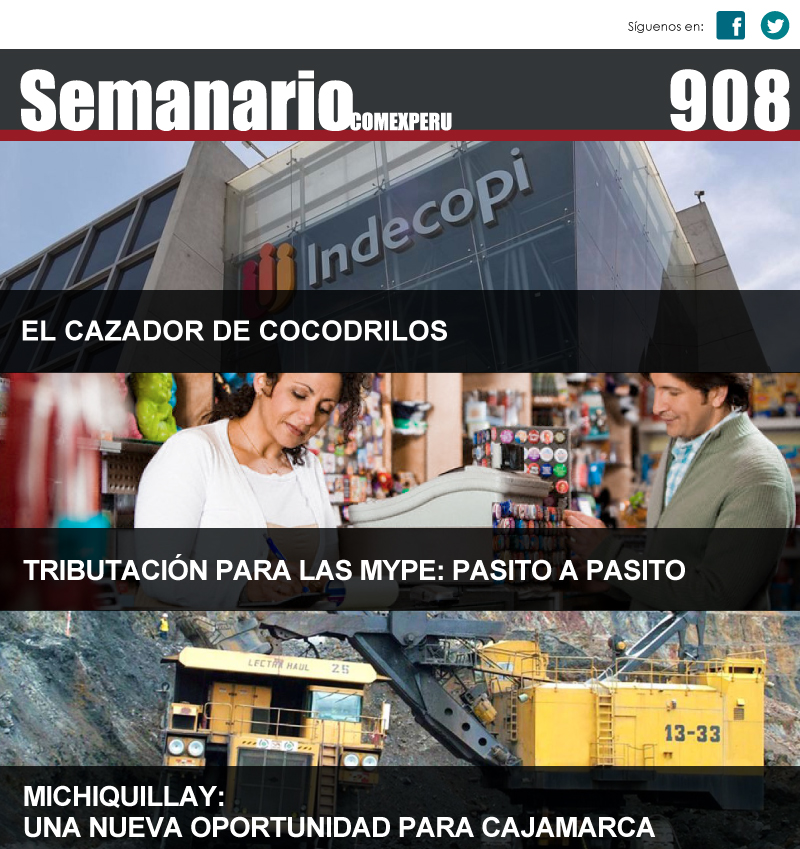 Síguenos en:
Semanario COMEXPERU 908
Indecopi
EL CAZADOR DE COCODRILOS
TRIBUTACIÓN PARA LAS MYPE: PASITO A PASITO
LECTRA HAUL 25
13-33
MICHIQUILLAY:
UNA NUEVA OPORTUNIDAD PARA CAJAMARCA